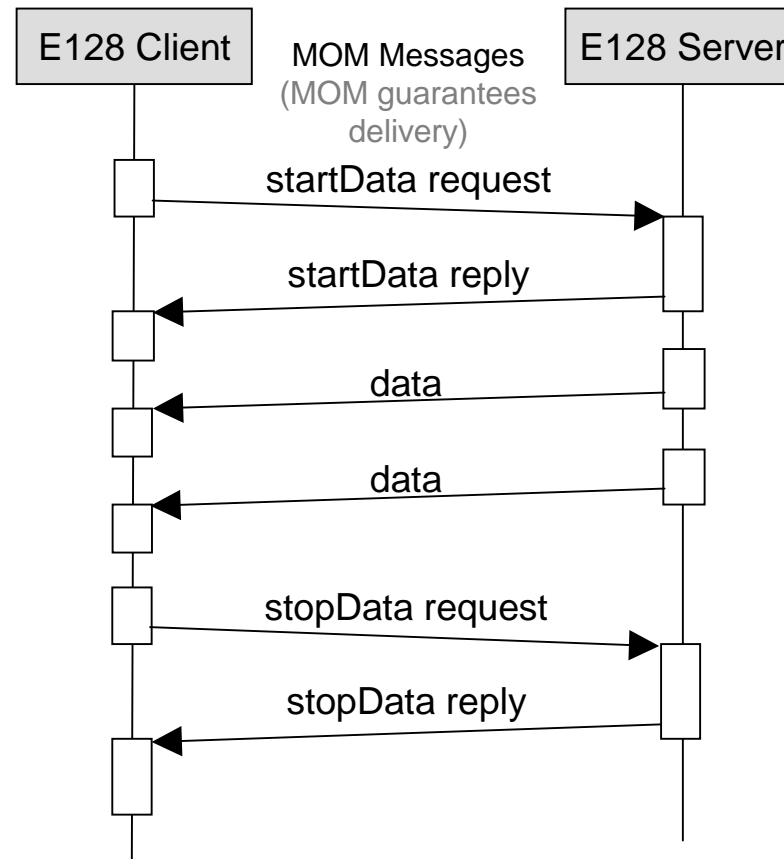 E128 Client
MOM Messages
(MOM guarantees
delivery)
E128 Server
startData request
startData reply
data
data
stopData request
stopData reply